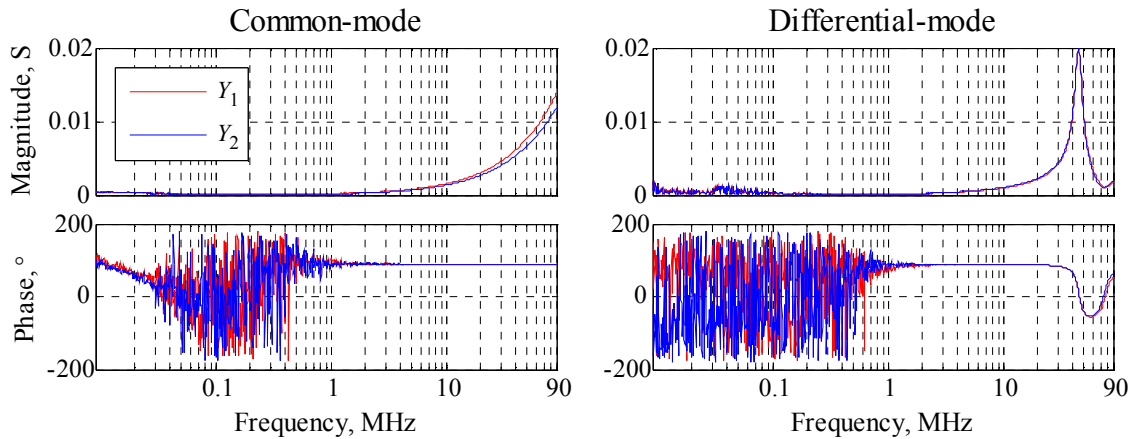 Common-mode
Differential-mode
Magnitude, S
0.02
0.01
0
Y1
Y2
0.02
0.01
0
Phase, °
200
0
-200
0.1 1 10 90
Frequency, MHz
200
0
-200
0.1 1 10 90
Frequency, MHz